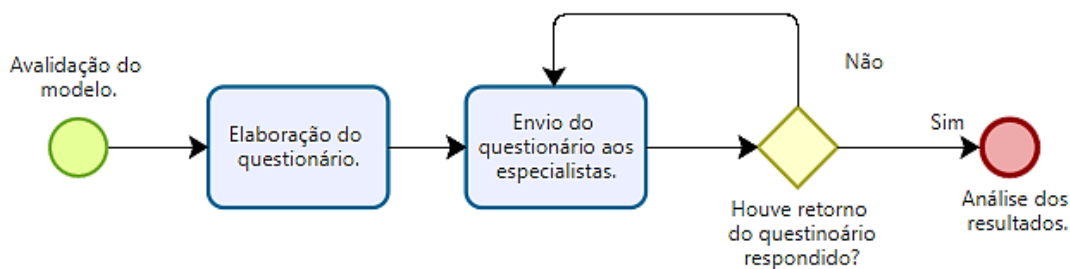 Avalidação do
modelo.
Elaboração do
questionário.
Envio do
questionário aos
especialistas.
Não
Sim
Houve retorno
do questinoário
respondido?
Análise dos
resultados.